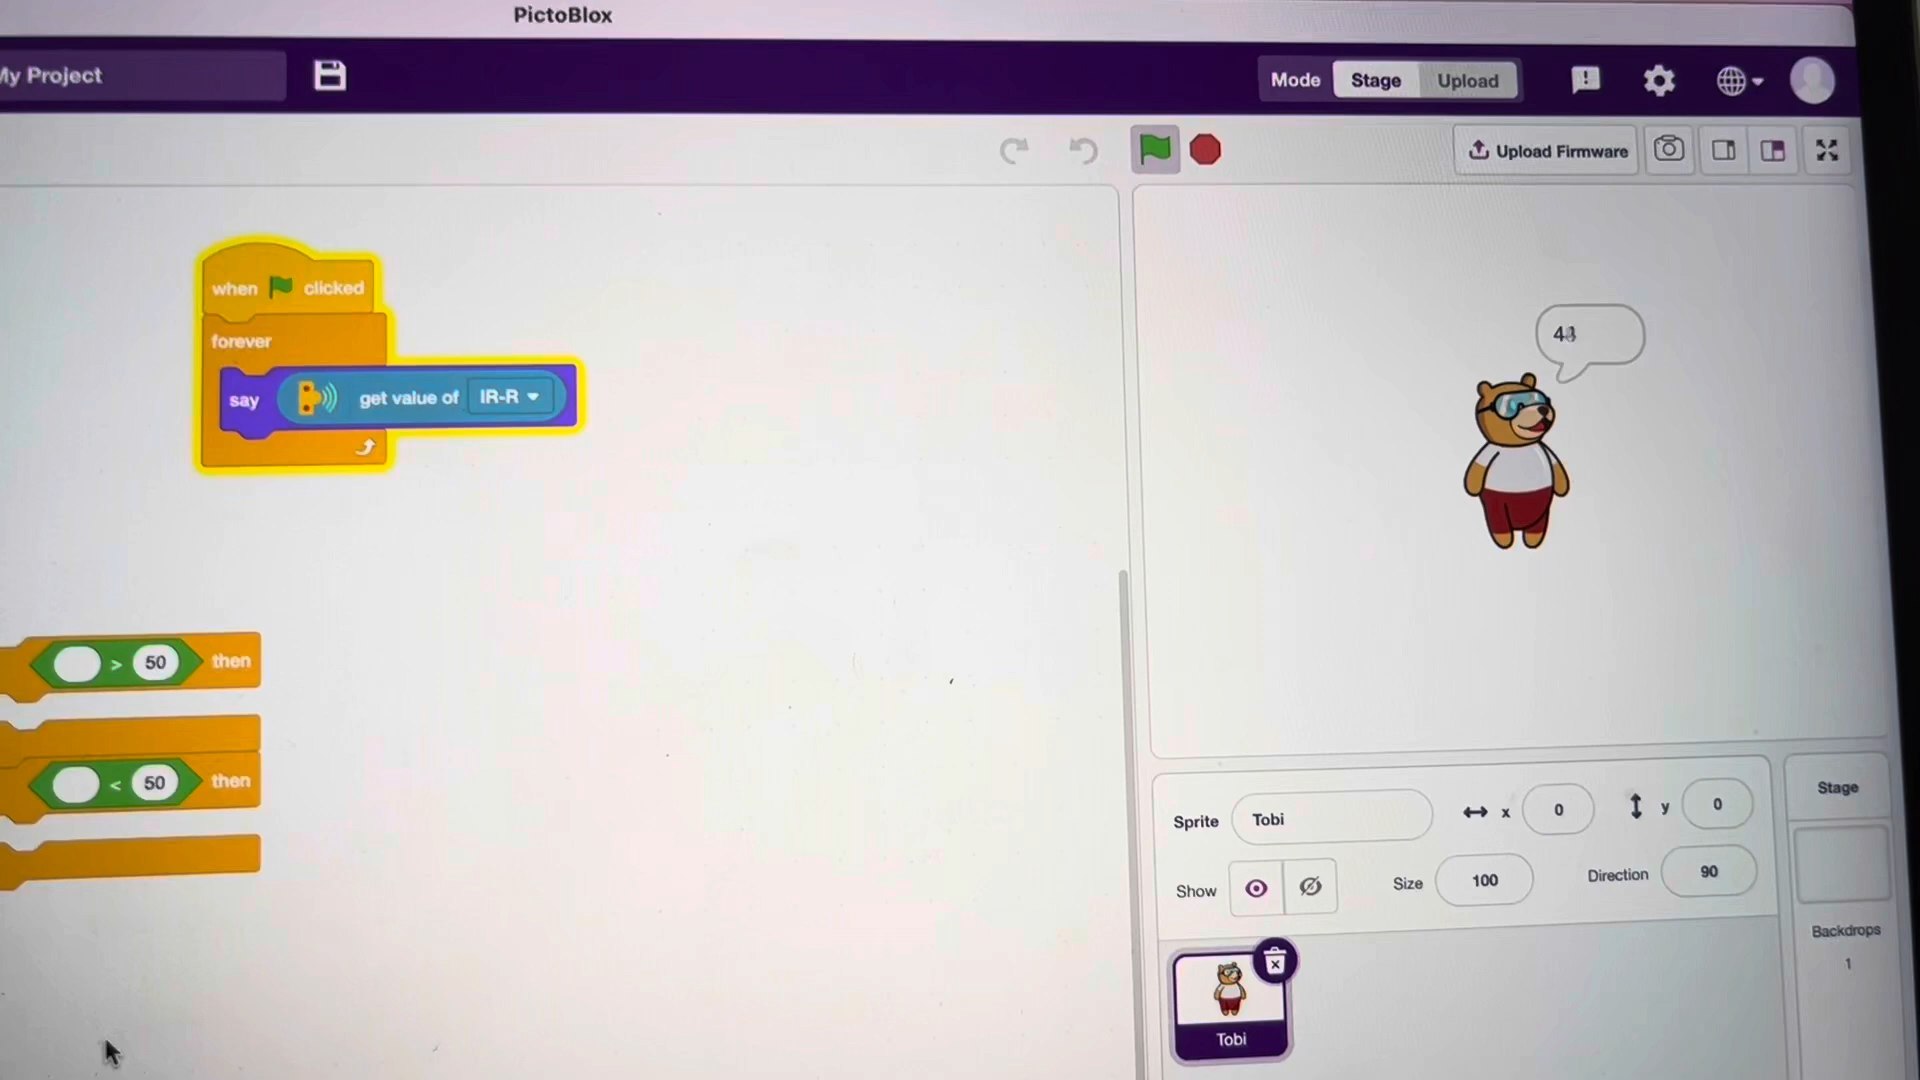 PictoBlox
My Project
Mode Stage Upload
Upload Firmware
when clicked
forever
say get value of IR-R
> 50 then
< 50 then
Sprite Tobi x 0 y 0
Show Size 100 Direction 90
Tobi
Stage
Backdrops
1